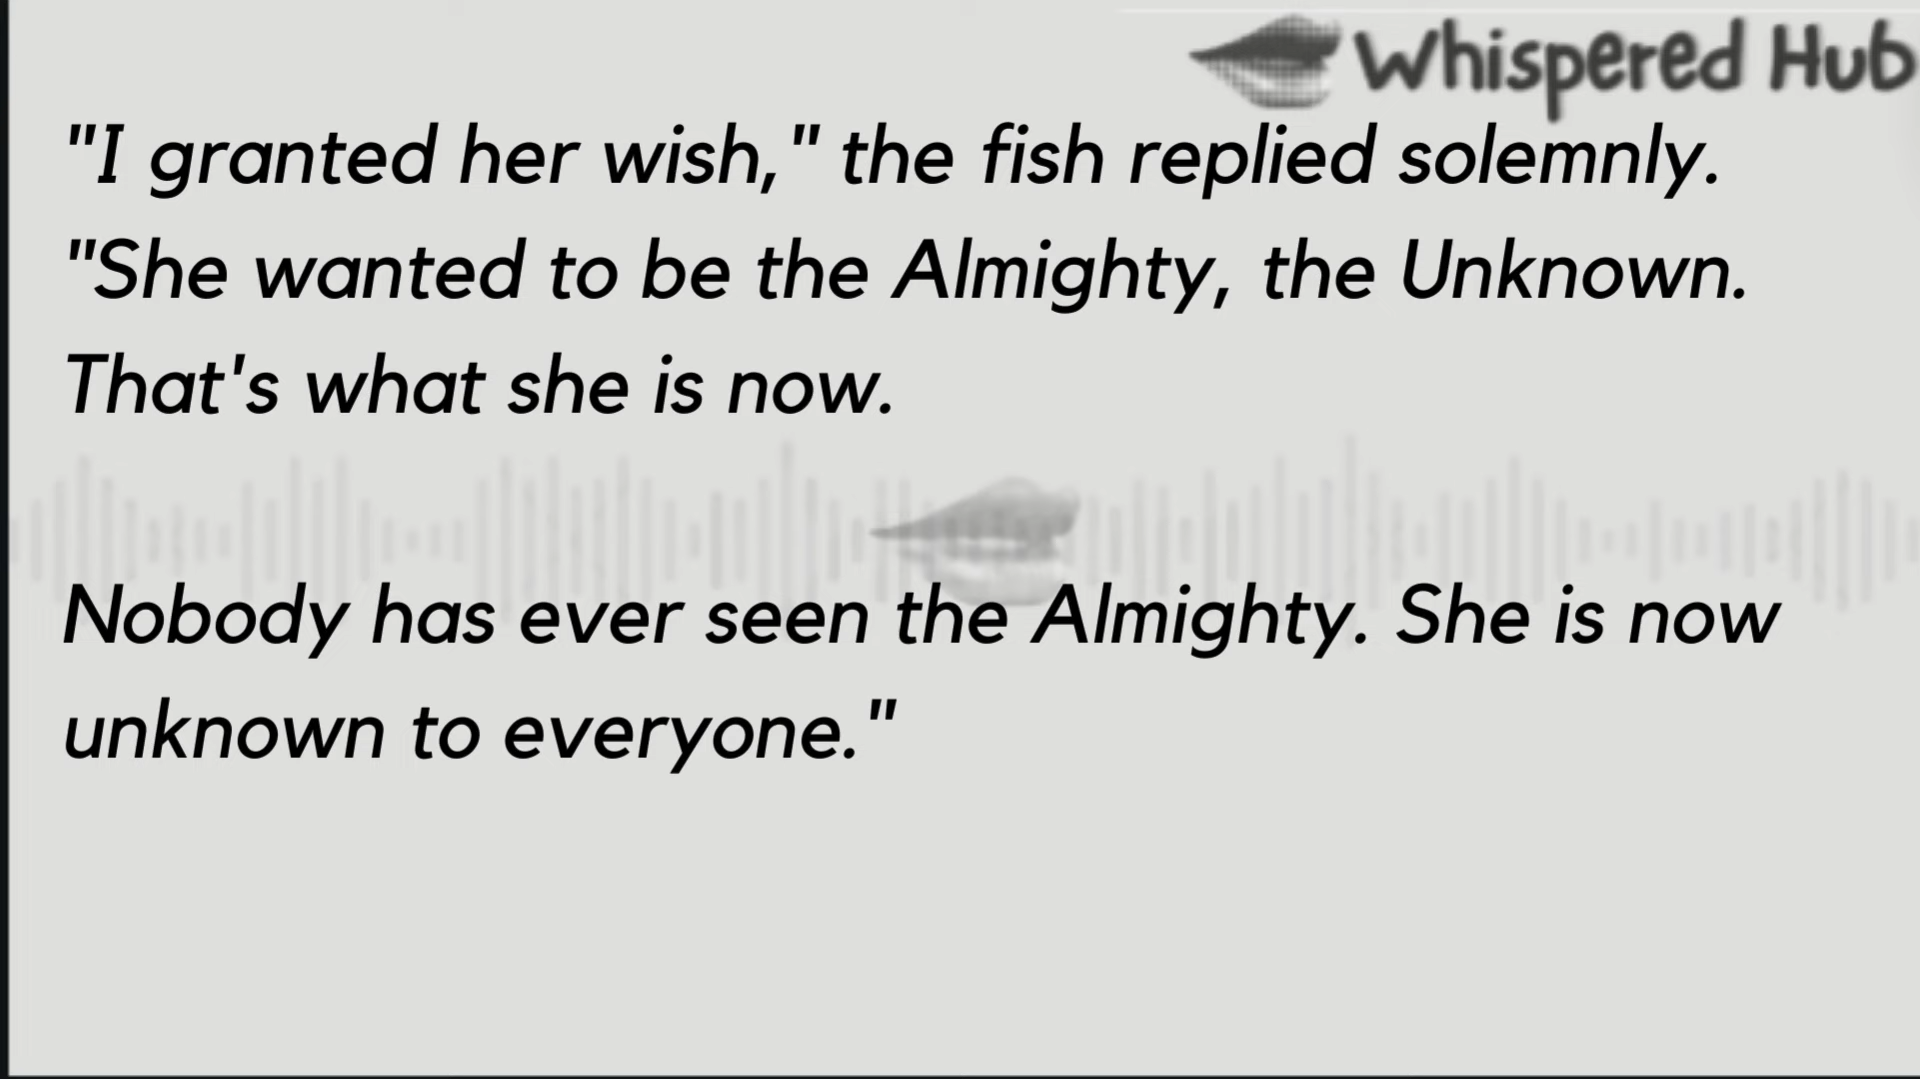 Whispered Hub
"I granted her wish," the fish replied solemnly.
"She wanted to be the Almighty, the Unknown.
That's what she is now.
Nobody has ever seen the Almighty. She is now
unknown to everyone."